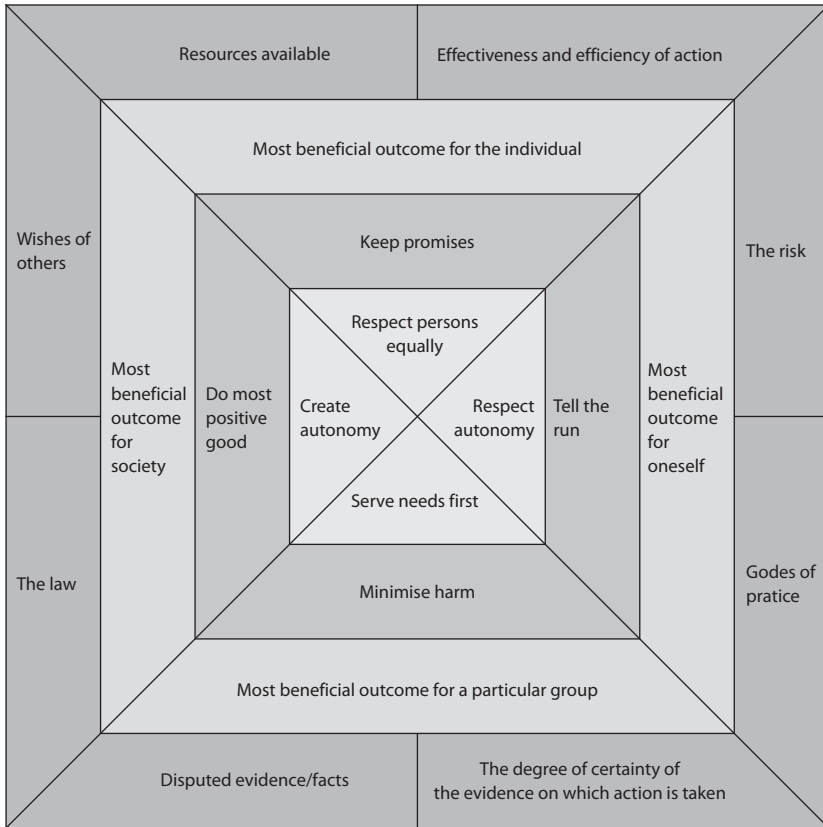 Resources available
Effectiveness and efficiency of action
Most beneficial outcome for the individual
Wishes of
others
Keep promises
The risk
Respect persons
equally
Most
beneficial
outcome
for
society
Do most
positive
good
Create
autonomy
Respect
autonomy
Tell the
run
Most
beneficial
outcome
for
oneself
Serve needs first
The law
Minimise harm
Godes of
pratice
Most beneficial outcome for a particular group
Disputed evidence/facts
The degree of certainty of
the evidence on which action is taken